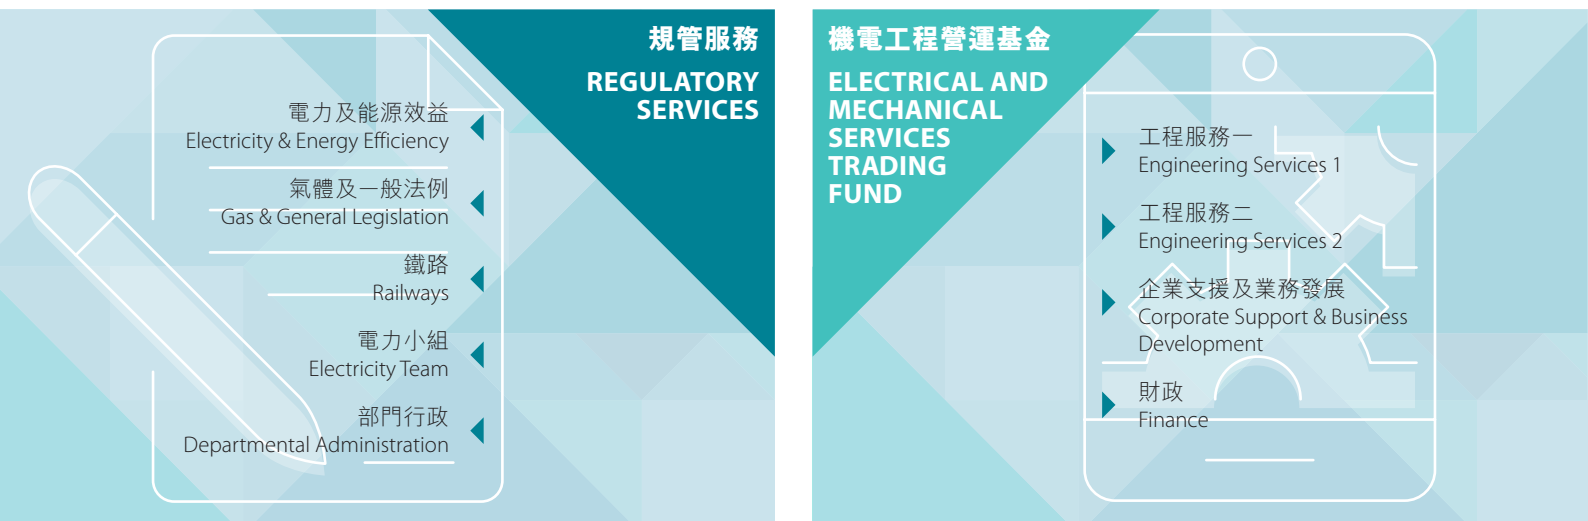 規管服務
REGULATORY
SERVICES
電力及能源效益
Electricity & Energy Efficiency
氣體及一般法例
Gas & General Legislation
鐵路
Railways
電力小組
Electricity Team
部門行政
Departmental Administration
機電工程營運基金
ELECTRICAL AND
MECHANICAL
SERVICES
TRADING
FUND
工程服務一
Engineering Services 1
工程服務二
Engineering Services 2
企業支援及業務發展
Corporate Support & Business
Development
財政
Finance